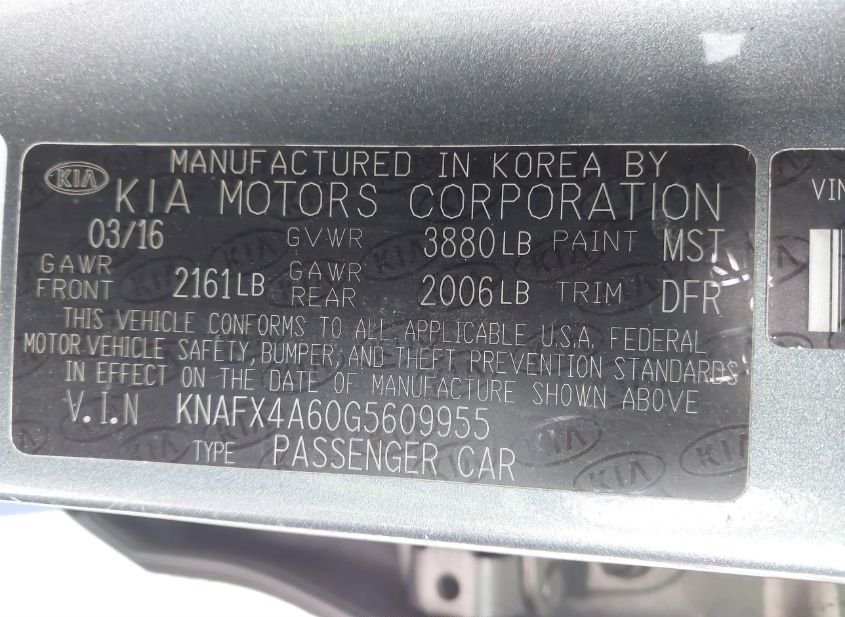 KIA
MANUFACTURED IN KOREA BY
KIA MOTORS CORPORATION
03/16 GVWR 3880LB PAINT MST
GAWR FRONT 2161LB GAWR REAR 2006LB TRIM DFR
THIS VEHICLE CONFORMS TO ALL APPLICABLE U.S.A. FEDERAL
MOTOR VEHICLE SAFETY, BUMPER, AND THEFT PREVENTION STANDARDS
IN EFFECT ON THE DATE OF MANUFACTURE SHOWN ABOVE
V.I.N KNAFX4A60G5609955
TYPE PASSENGER CAR
VIN